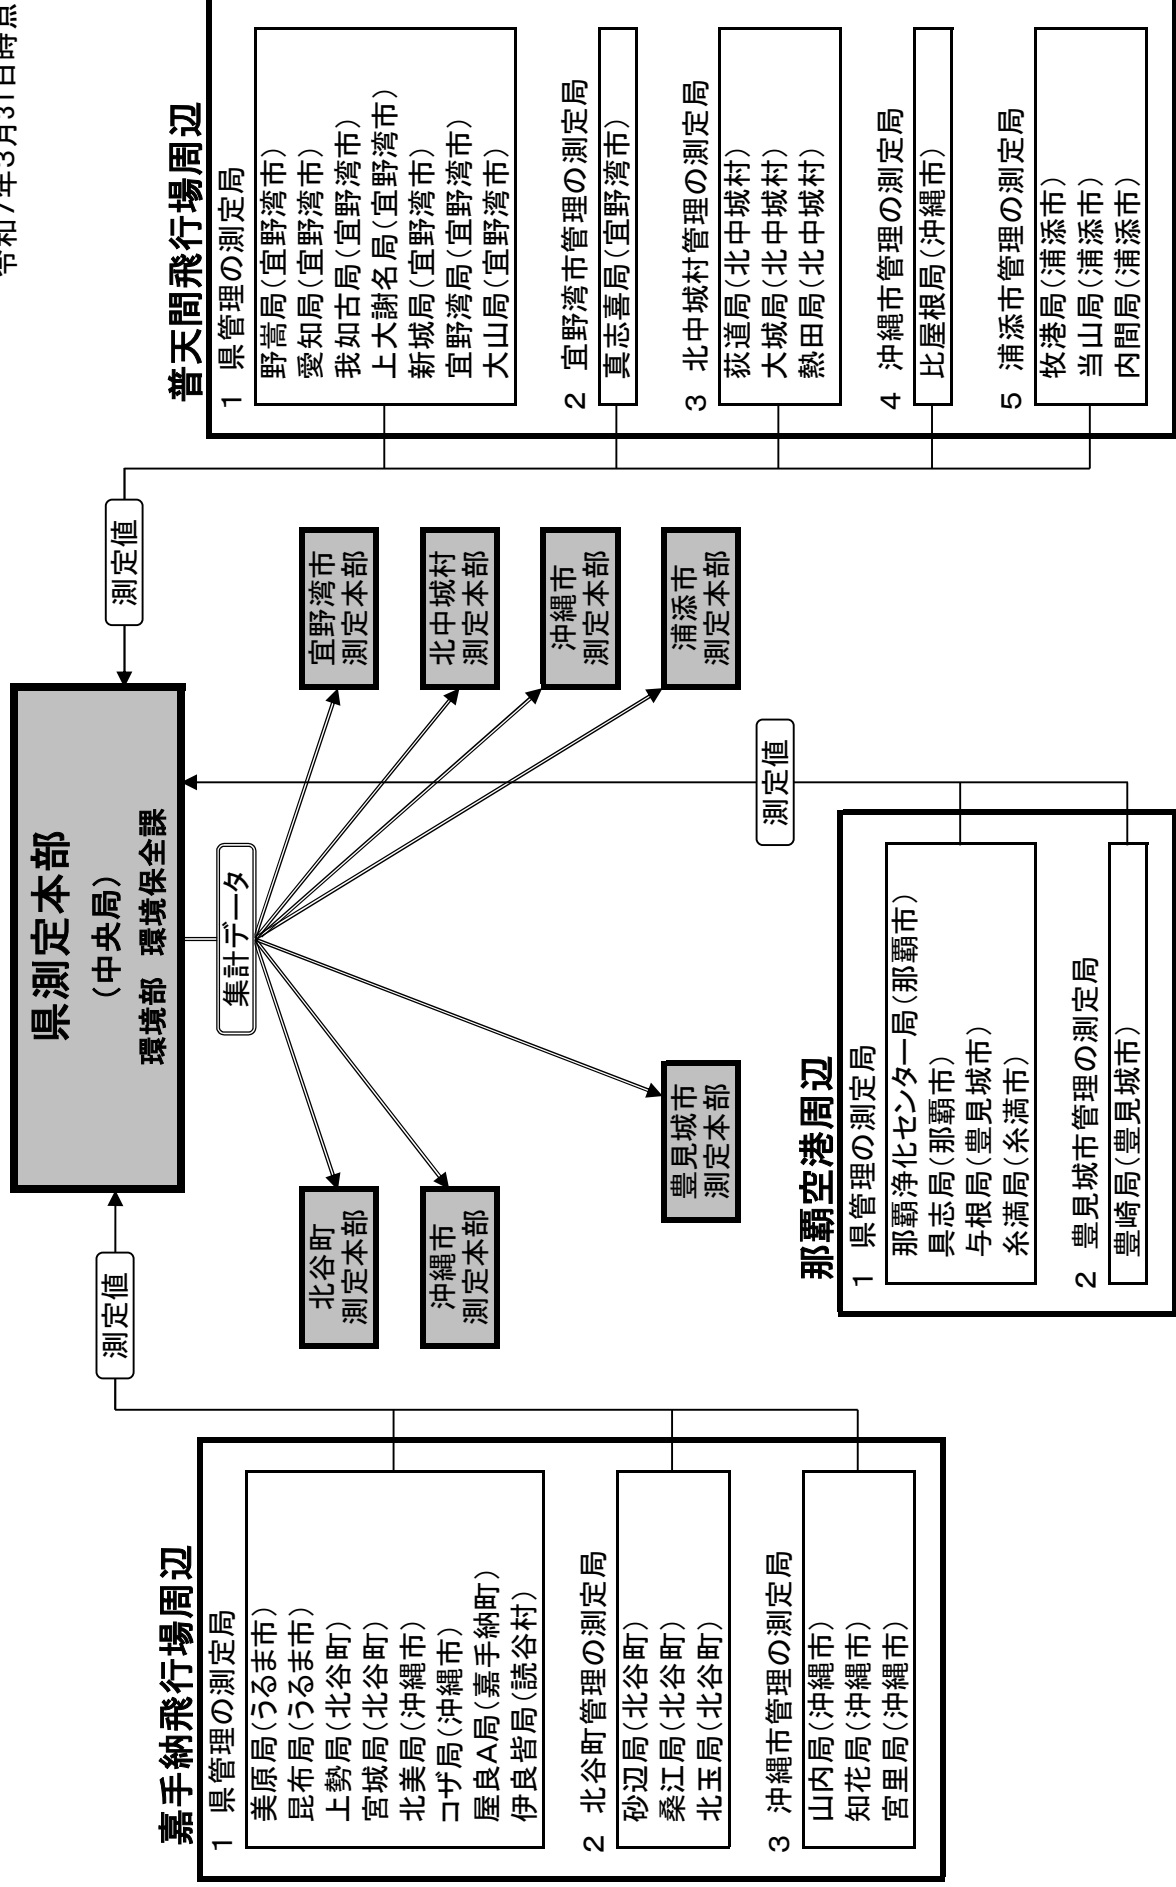 令和7年3月31日時点
県測定本部
（中央局）
環境部 環境保全課
測定値
測定値
測定値
集計データ
嘉手納飛行場周辺
1 県管理の測定局
美原局（うるま市）
昆布局（うるま市）
上勢局（北谷町）
宮城局（北谷町）
北美局（沖縄市）
コザ局（沖縄市）
屋良A局（嘉手納町）
伊良皆局（読谷村）
2 北谷町管理の測定局
砂辺局（北谷町）
桑江局（北谷町）
北玉局（北谷町）
3 沖縄市管理の測定局
山内局（沖縄市）
知花局（沖縄市）
宮里局（沖縄市）
北谷町
測定本部
沖縄市
測定本部
豊見城市
測定本部
宜野湾市
測定本部
北中城村
測定本部
沖縄市
測定本部
浦添市
測定本部
那覇空港周辺
1 県管理の測定局
那覇浄化センター局（那覇市）
具志局（那覇市）
与根局（豊見城市）
糸満局（糸満市）
2 豊見城市管理の測定局
豊崎局（豊見城市）
普天間飛行場周辺
1 県管理の測定局
野嵩局（宜野湾市）
愛知局（宜野湾市）
我如古局（宜野湾市）
上大謝名局（宜野湾市）
新城局（宜野湾市）
宜野湾局（宜野湾市）
大山局（宜野湾市）
2 宜野湾市管理の測定局
真志喜局（宜野湾市）
3 北中城村管理の測定局
荻道局（北中城村）
大城局（北中城村）
熱田局（北中城村）
4 沖縄市管理の測定局
比屋根局（沖縄市）
5 浦添市管理の測定局
牧港局（浦添市）
当山局（浦添市）
内間局（浦添市）